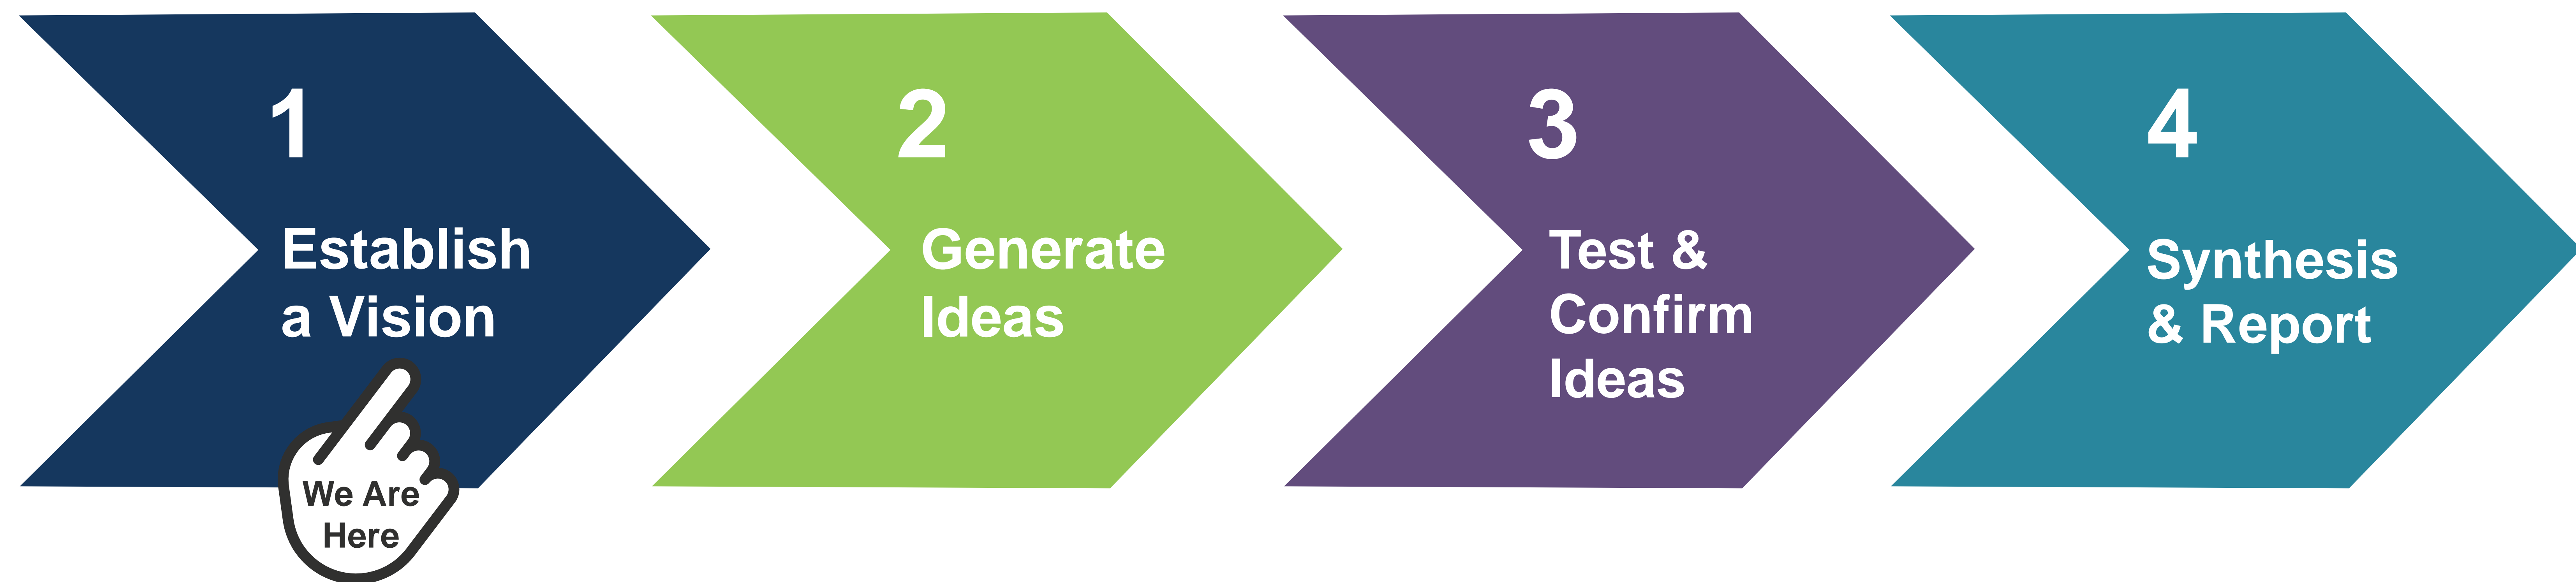 1
Establish
a Vision
We Are
Here
2
Generate
Ideas
3
Test &
Confirm
Ideas
4
Synthesis
& Report